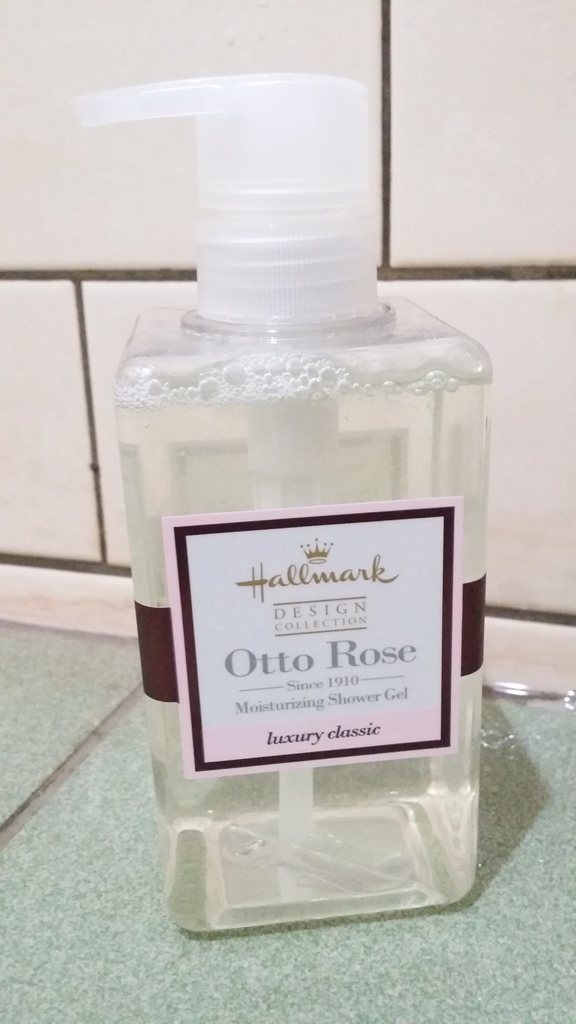 Hallmark
DESIGN
COLLECTION
Otto Rose
Since 1910
Moisturizing Shower Gel
luxury classic